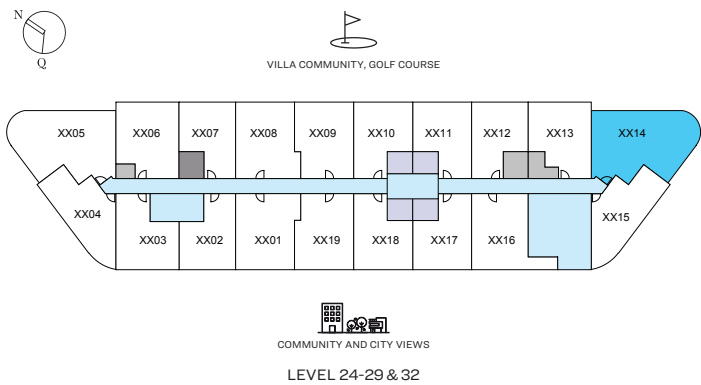 N
Q
VILLA COMMUNITY, GOLF COURSE
XX05 XX06 XX07 XX08 XX09 XX10 XX11 XX12 XX13 XX14
XX04 XX03 XX02 XX01 XX19 XX18 XX17 XX16 XX15
COMMUNITY AND CITY VIEWS
LEVEL 24-29 & 32